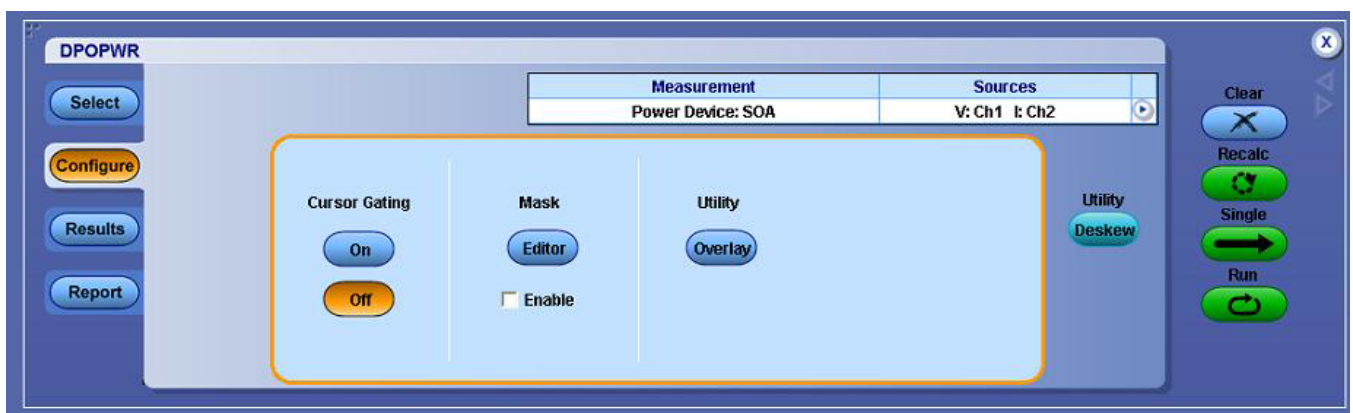 DPOPWR
X
Select
Configure
Results
Report
Measurement Sources
Power Device: SOA V: Ch1 I: Ch2
Cursor Gating
On
Off
Mask
Editor
Enable
Utility
Overlay
Utility
Deskew
Clear
Recalc
Single
Run